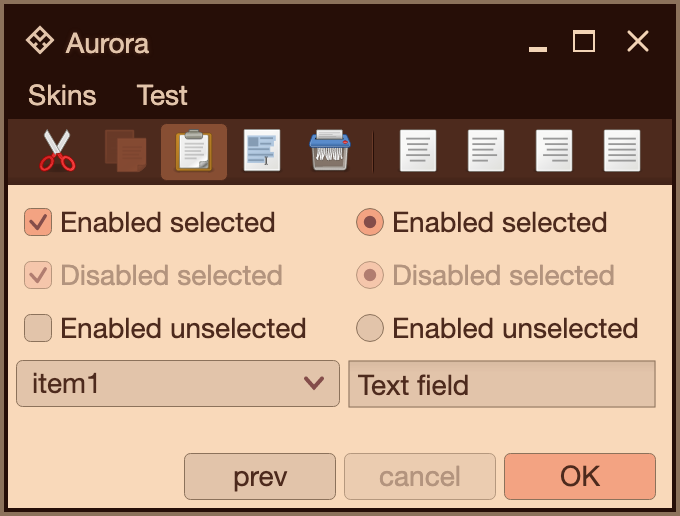 Aurora
Skins Test
Enabled selected Enabled selected
Disabled selected Disabled selected
Enabled unselected Enabled unselected
item1 Text field
prev cancel OK